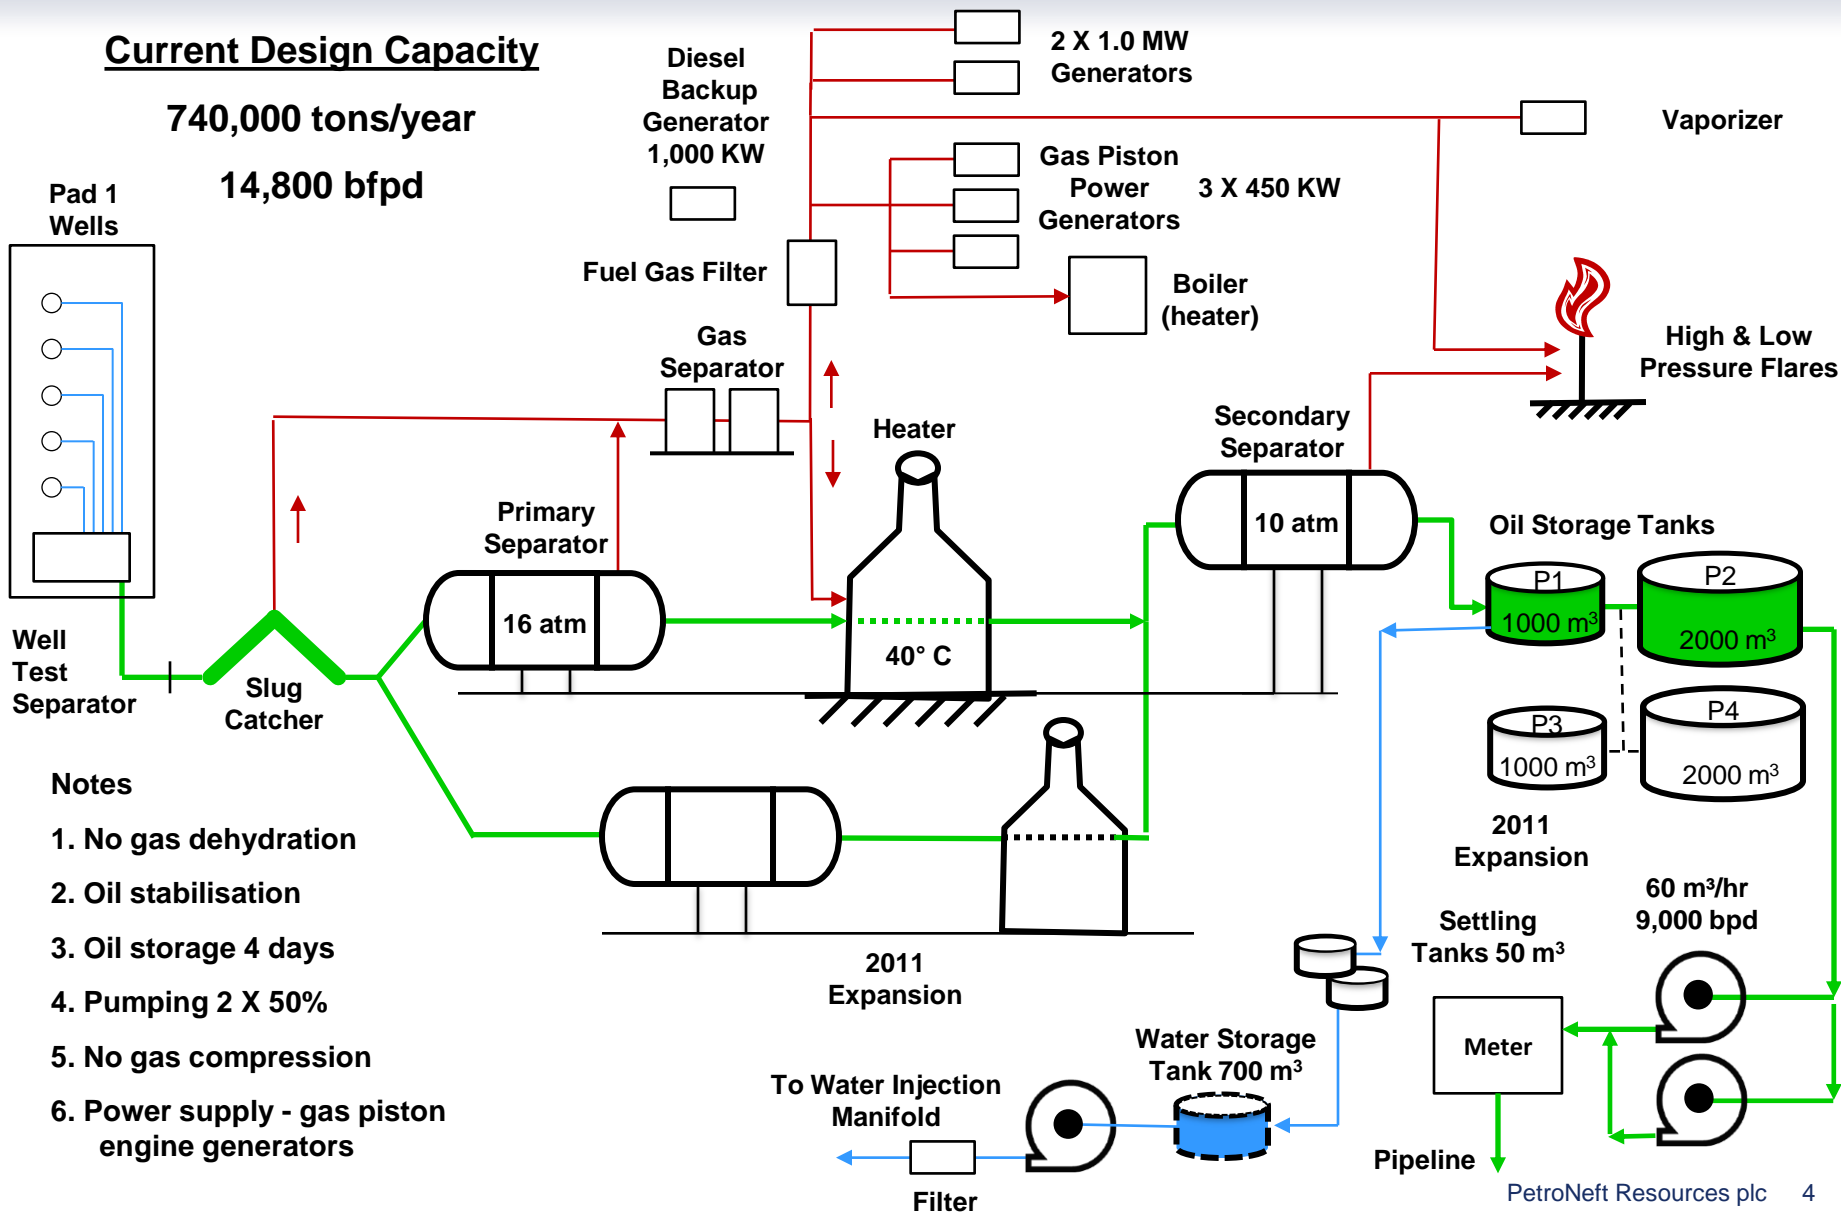 Current Design Capacity
740,000 tons/year
14,800 bfpd
Pad 1
Wells
Diesel
Backup
Generator
1,000 KW
2 X 1.0 MW
Generators
Vaporizer
Gas Piston
Power
Generators
3 X 450 KW
Fuel Gas Filter
Boiler
(heater)
Gas
Separator
High & Low
Pressure Flares
Heater
Secondary
Separator
Primary
Separator
10 atm
Oil Storage Tanks
P1
1000 m³
P2
2000 m³
16 atm
40° C
Well
Test
Separator
Slug
Catcher
P3
1000 m³
P4
2000 m³
2011
Expansion
Notes
1. No gas dehydration
2. Oil stabilisation
3. Oil storage 4 days
4. Pumping 2 X 50%
5. No gas compression
6. Power supply - gas piston
engine generators
2011
Expansion
60 m³/hr
9,000 bpd
Settling
Tanks 50 m³
Meter
Water Storage
Tank 700 m³
To Water Injection
Manifold
Filter
Pipeline
PetroNeft Resources plc 4